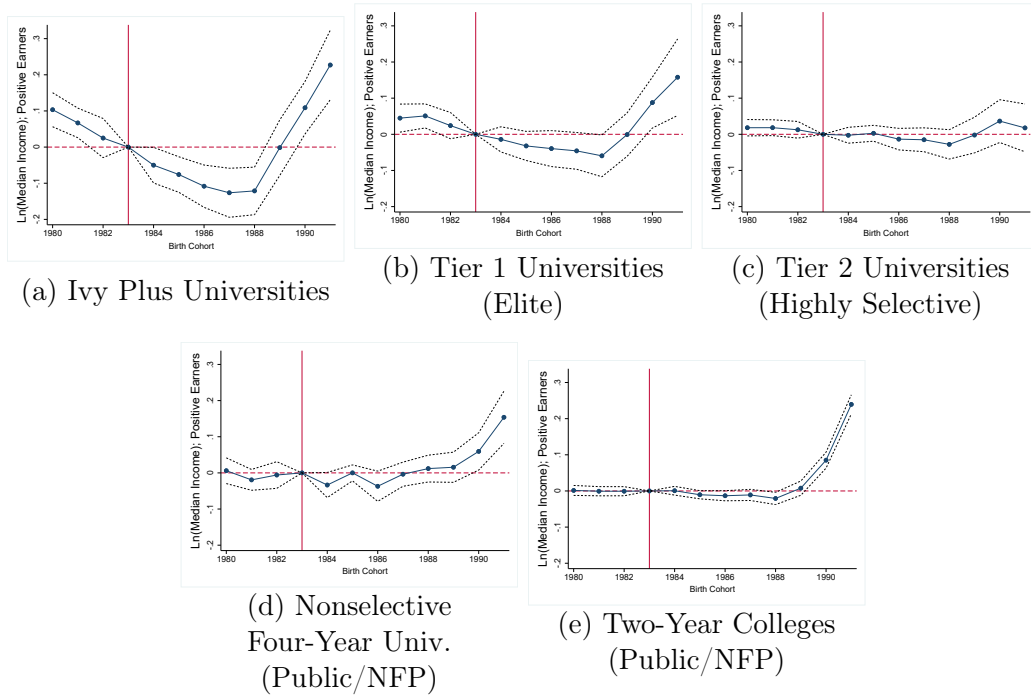 Ln(Median Income); Positive Earners
.3
.2
.1
0
-.1
-.2
1980 1982 1984 1986 1988 1990
Birth Cohort
(a) Ivy Plus Universities
Ln(Median Income); Positive Earners
.3
.2
.1
0
-.1
-.2
1980 1982 1984 1986 1988 1990
Birth Cohort
(b) Tier 1 Universities
(Elite)
Ln(Median Income); Positive Earners
.3
.2
.1
0
-.1
-.2
1980 1982 1984 1986 1988 1990
Birth Cohort
(c) Tier 2 Universities
(Highly Selective)
Ln(Median Income); Positive Earners
.3
.2
.1
0
-.1
-.2
1980 1982 1984 1986 1988 1990
Birth Cohort
(d) Nonselective
Four-Year Univ.
(Public/NFP)
Ln(Median Income); Positive Earners
.3
.2
.1
0
-.1
-.2
1980 1982 1984 1986 1988 1990
Birth Cohort
(e) Two-Year Colleges
(Public/NFP)